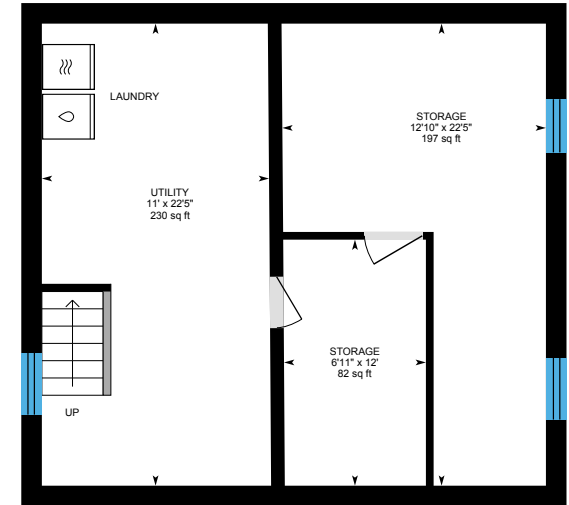 LAUNDRY
STORAGE
12'10" x 22'5"
197 sq ft
UTILITY
11' x 22'5"
230 sq ft
STORAGE
6'11" x 12'
82 sq ft
UP